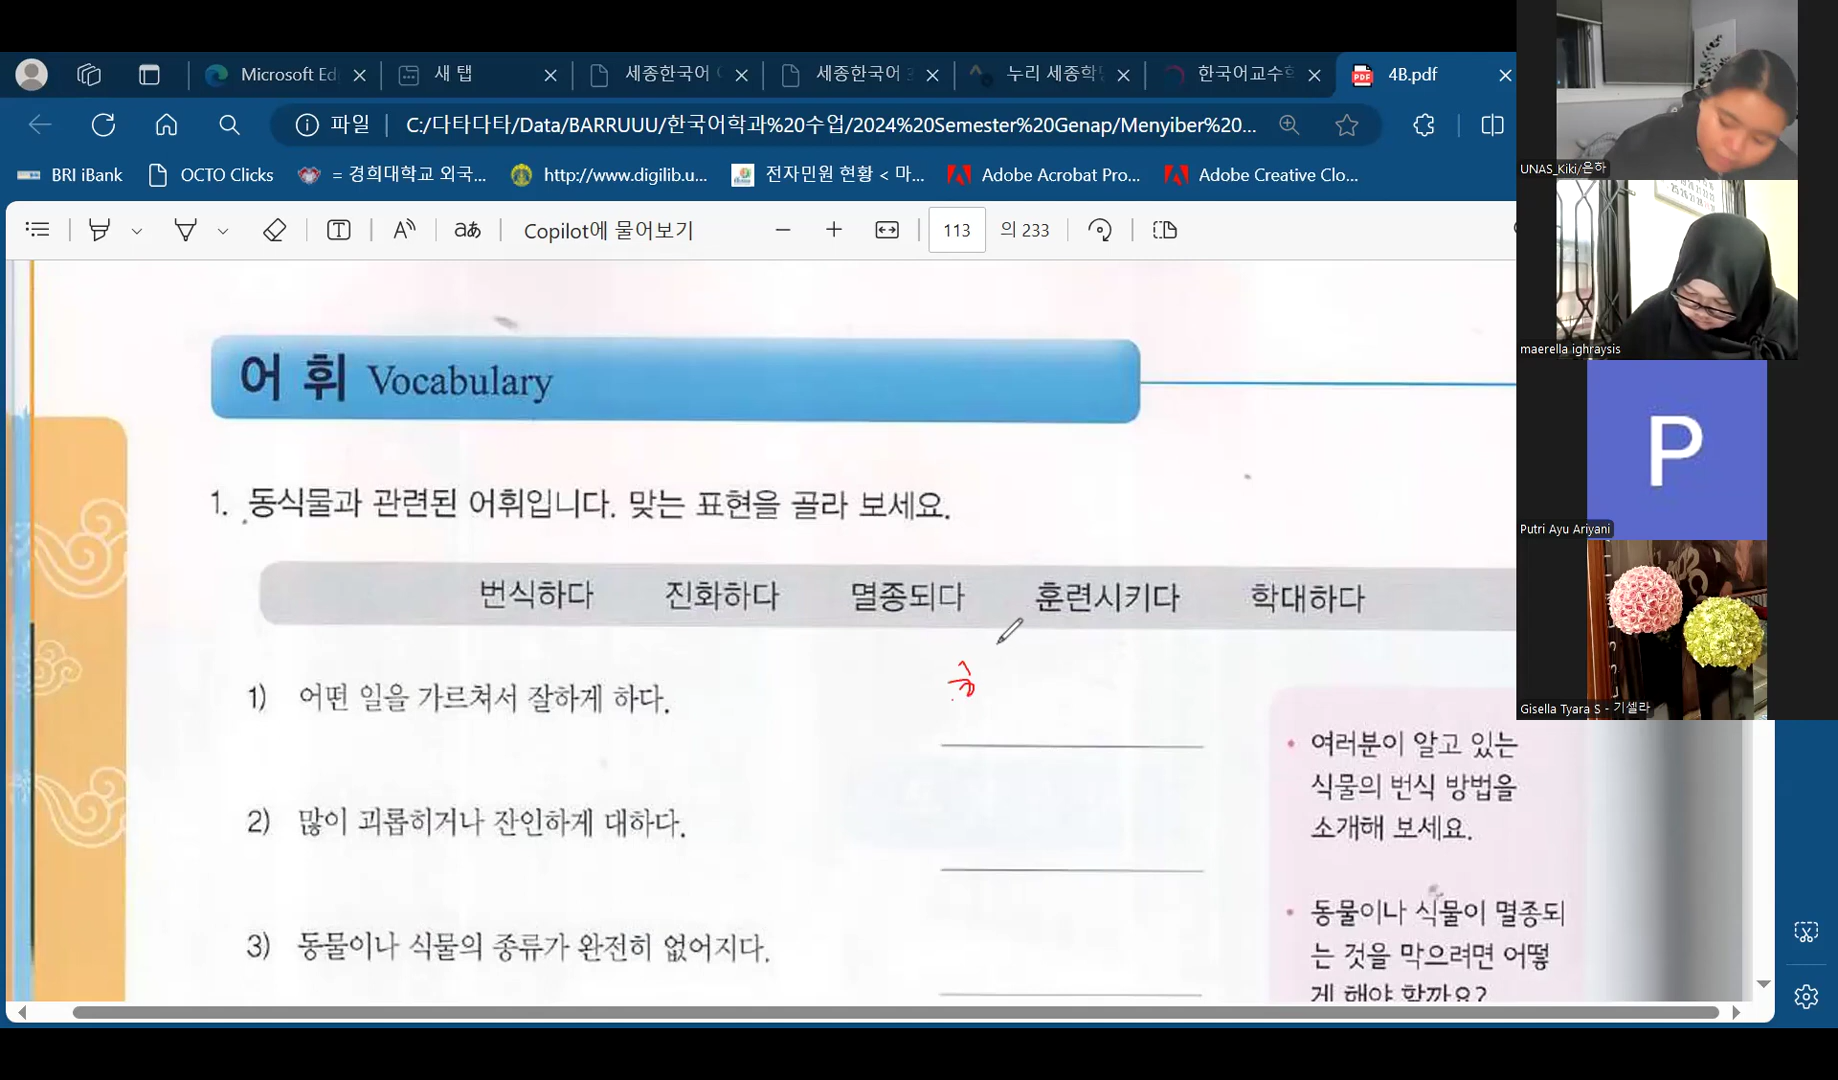 Microsoft Ed
새 탭
세종한국어
세종한국어
누리 세종학
한국어교수
4B.pdf
파일
C:/다타다타/Data/BARRUUU/한국어학과%20수업/2024%20Semester%20Genap/Menyiber%20...
BRI iBank
OCTO Clicks
= 경희대학교 외국...
http://www.digilib.u...
전자민원 현황 < 마...
Adobe Acrobat Pro...
Adobe Creative Clo...
Copilot에 물어보기
113
의 233
어휘 Vocabulary
1. 동식물과 관련된 어휘입니다. 맞는 표현을 골라 보세요.
번식하다 진화하다 멸종되다 훈련시키다 학대하다
1) 어떤 일을 가르쳐서 잘하게 하다.
2) 많이 괴롭히거나 잔인하게 대하다.
3) 동물이나 식물의 종류가 완전히 없어지다.
• 여러분이 알고 있는
식물의 번식 방법을
소개해 보세요.
• 동물이나 식물이 멸종되
는 것을 막으려면 어떻
게 해야 할까요?
UNAS_Kiki/은하
maerella ighraysis
P
Putri Ayu Ariyani
Gisella Tyara S - 기셀라